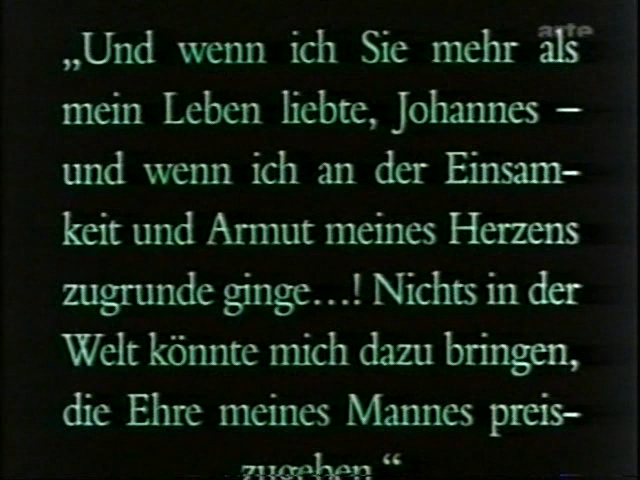 arte
„Und wenn ich Sie mehr als
mein Leben liebte, Johannes –
und wenn ich an der Einsam-
keit und Armut meines Herzens
zugrunde ginge...! Nichts in der
Welt könnte mich dazu bringen,
die Ehre meines Mannes preis-
zugeben.“